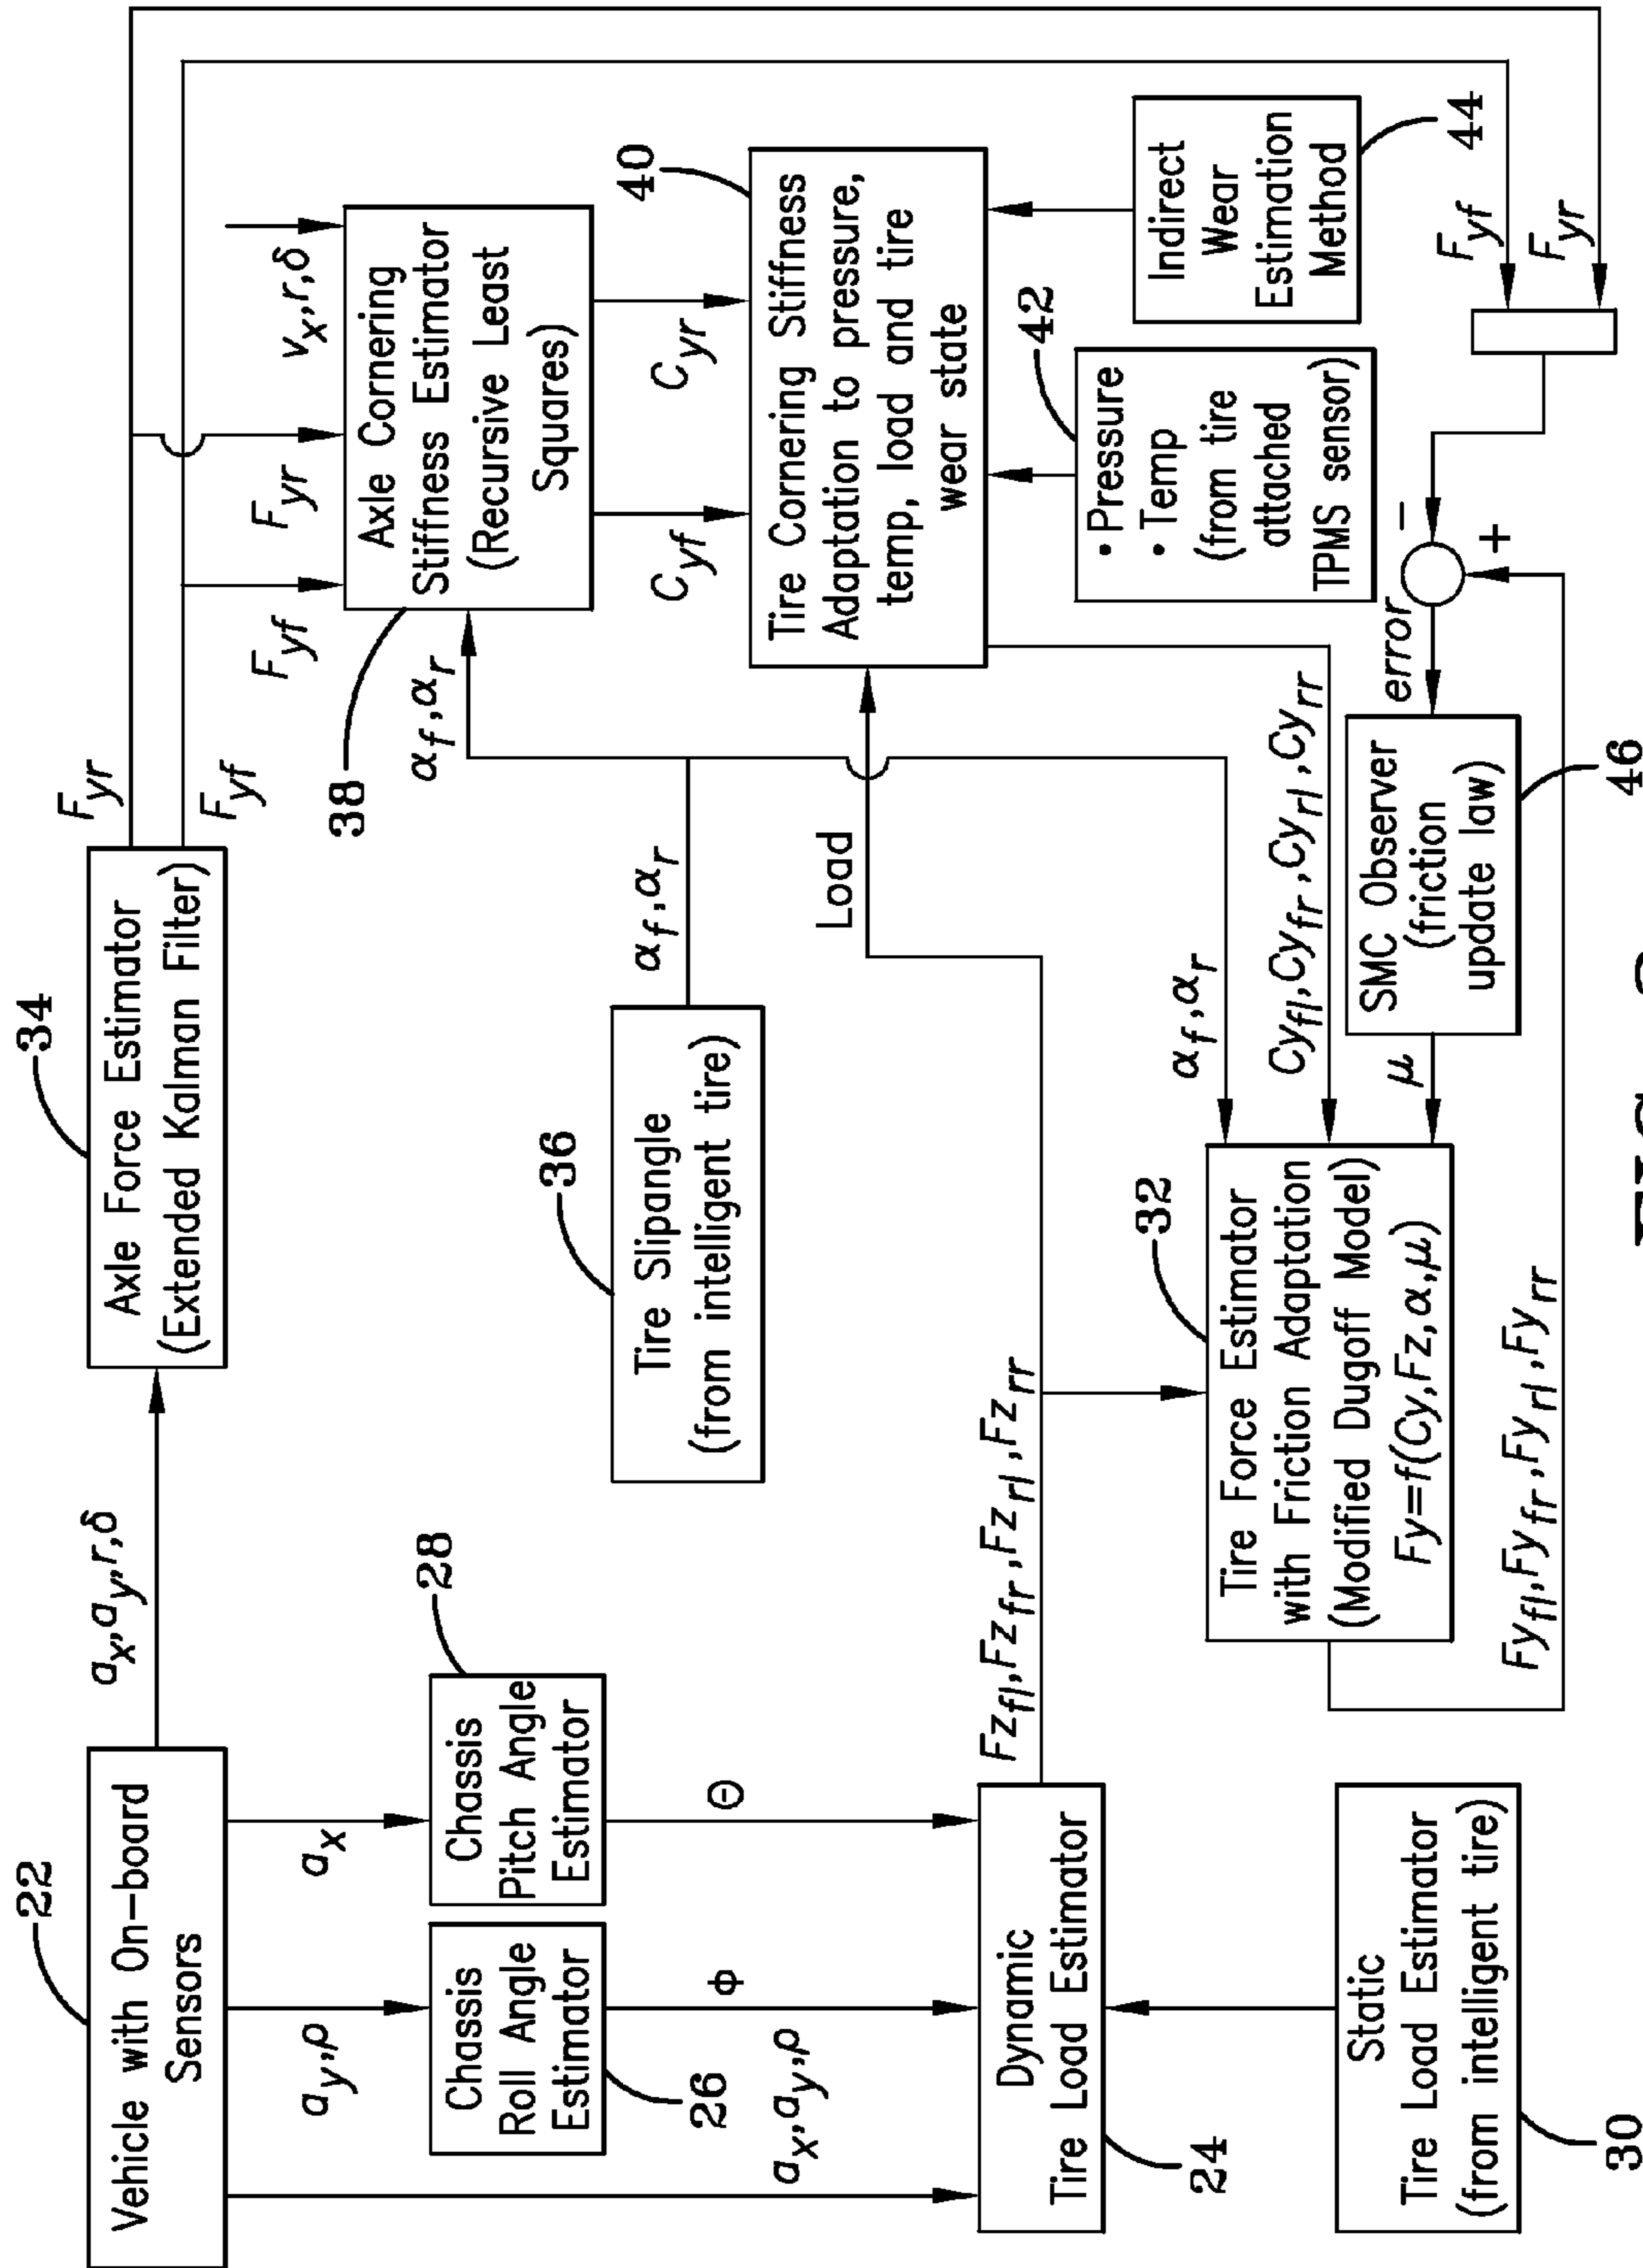 22
Vehicle with On-board
Sensors
a_x, a_y, r, δ
34
Axle Force Estimator
(Extended Kalman Filter)
F_yr
F_yf
a_y, ρ
a_x
26
Chassis
Roll Angle
Estimator
28
Chassis
Pitch Angle
Estimator
a_x, a_y, ρ
Φ
Θ
24
Dynamic
Tire Load Estimator
30
Static
Tire Load Estimator
(from intelligent tire)
Fz_fl, Fz_fr, Fz_rl, Fz_rr
Load
36
Tire Slipangle
(from intelligent tire)
α_f, α_r
α_f, α_r
α_f, α_r
F_yf
F_yr
v_x, r, δ
38
Axle Cornering
Stiffness Estimator
(Recursive Least
Squares)
C_yf
C_yr
40
Tire Cornering Stiffness
Adaptation to pressure,
temp, load and tire
wear state
42
• Pressure
• Temp
(from tire
attached
TPMS sensor)
44
Indirect
Wear
Estimation
Method
Cy_fl, Cy_fr, Cy_rl, Cy_rr
32
Tire Force Estimator
with Friction Adaptation
(Modified Dugoff Model)
Fy=f(Cy,Fz,α,μ)
μ
46
SMC Observer
(friction
update law)
error
−
+
F_yf
F_yr
Fy_fl, Fy_fr, Fy_rl, Fy_rr